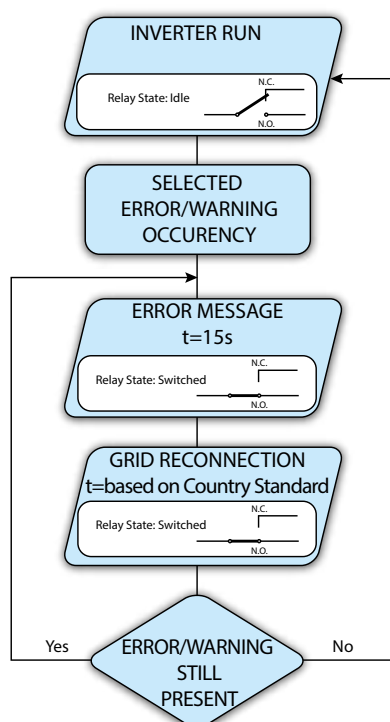 INVERTER RUN
N.C.
Relay State: Idle
N.O.
SELECTED
ERROR/WARNING
OCCURENCY
ERROR MESSAGE
t=15s
N.C.
Relay State: Switched
N.O.
GRID RECONNECTION
t=based on Country Standard
N.C.
Relay State: Switched
N.O.
Yes
No
ERROR/WARNING
STILL
PRESENT